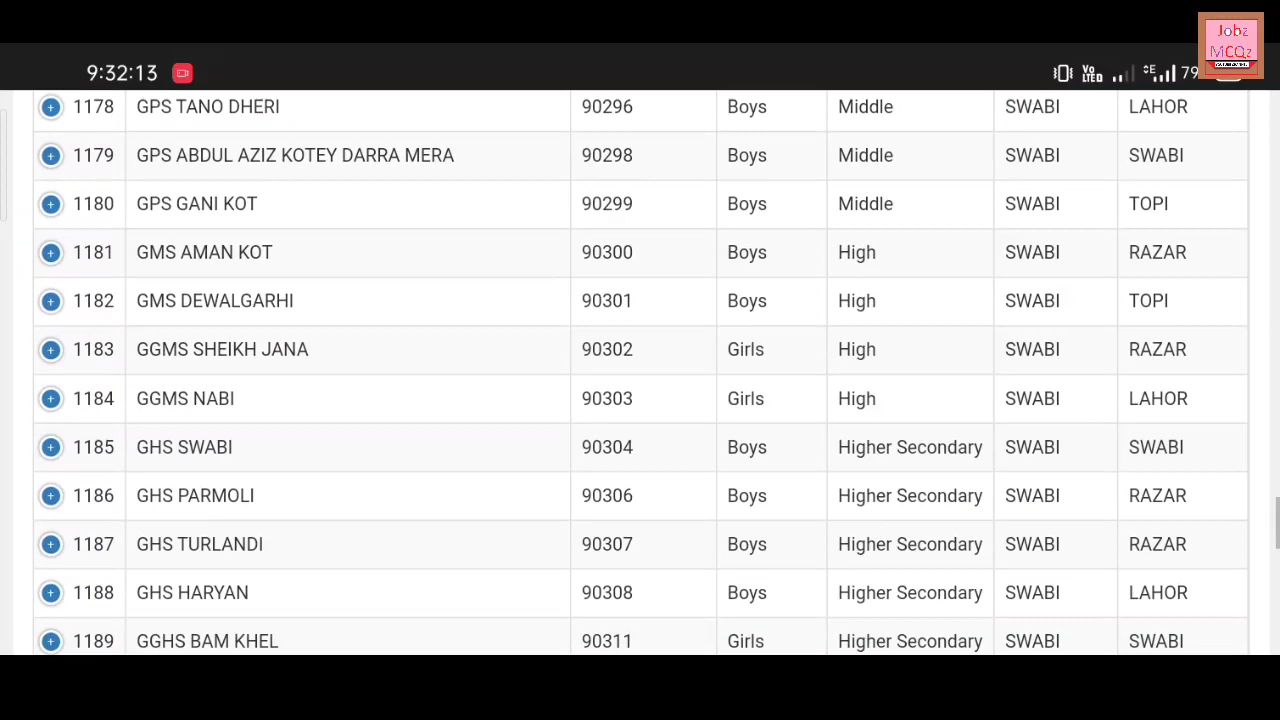 Jobz
MCQz
9:32:13 Vo LTED E 79
1178 GPS TANO DHERI 90296 Boys Middle SWABI LAHOR
1179 GPS ABDUL AZIZ KOTEY DARRA MERA 90298 Boys Middle SWABI SWABI
1180 GPS GANI KOT 90299 Boys Middle SWABI TOPI
1181 GMS AMAN KOT 90300 Boys High SWABI RAZAR
1182 GMS DEWALGARHI 90301 Boys High SWABI TOPI
1183 GGMS SHEIKH JANA 90302 Girls High SWABI RAZAR
1184 GGMS NABI 90303 Girls High SWABI LAHOR
1185 GHS SWABI 90304 Boys Higher Secondary SWABI SWABI
1186 GHS PARMOLI 90306 Boys Higher Secondary SWABI RAZAR
1187 GHS TURLANDI 90307 Boys Higher Secondary SWABI RAZAR
1188 GHS HARYAN 90308 Boys Higher Secondary SWABI LAHOR
1189 GGHS BAM KHEL 90311 Girls Higher Secondary SWABI SWABI